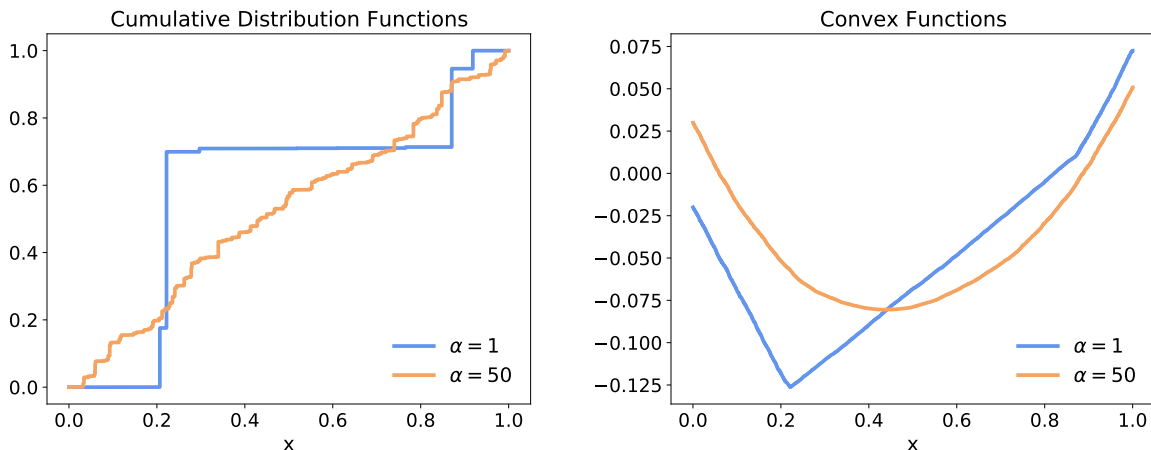 Cumulative Distribution Functions
1.0
0.8
0.6
0.4
0.2
0.0
0.0 0.2 0.4 0.6 0.8 1.0
x
α = 1
α = 50
Convex Functions
0.075
0.050
0.025
0.000
−0.025
−0.050
−0.075
−0.100
−0.125
0.0 0.2 0.4 0.6 0.8 1.0
x
α = 1
α = 50